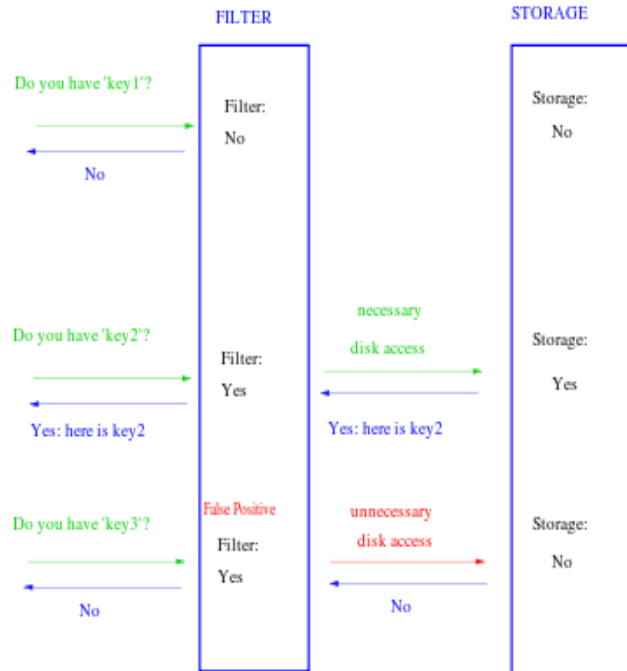 FILTER
STORAGE
Do you have 'key1'?
Filter:
No
Storage:
No
No
necessary
disk access
Do you have 'key2'?
Filter:
Yes
Storage:
Yes
Yes: here is key2
Yes: here is key2
False Positive
unnecessary
disk access
Do you have 'key3'?
Filter:
Yes
Storage:
No
No
No